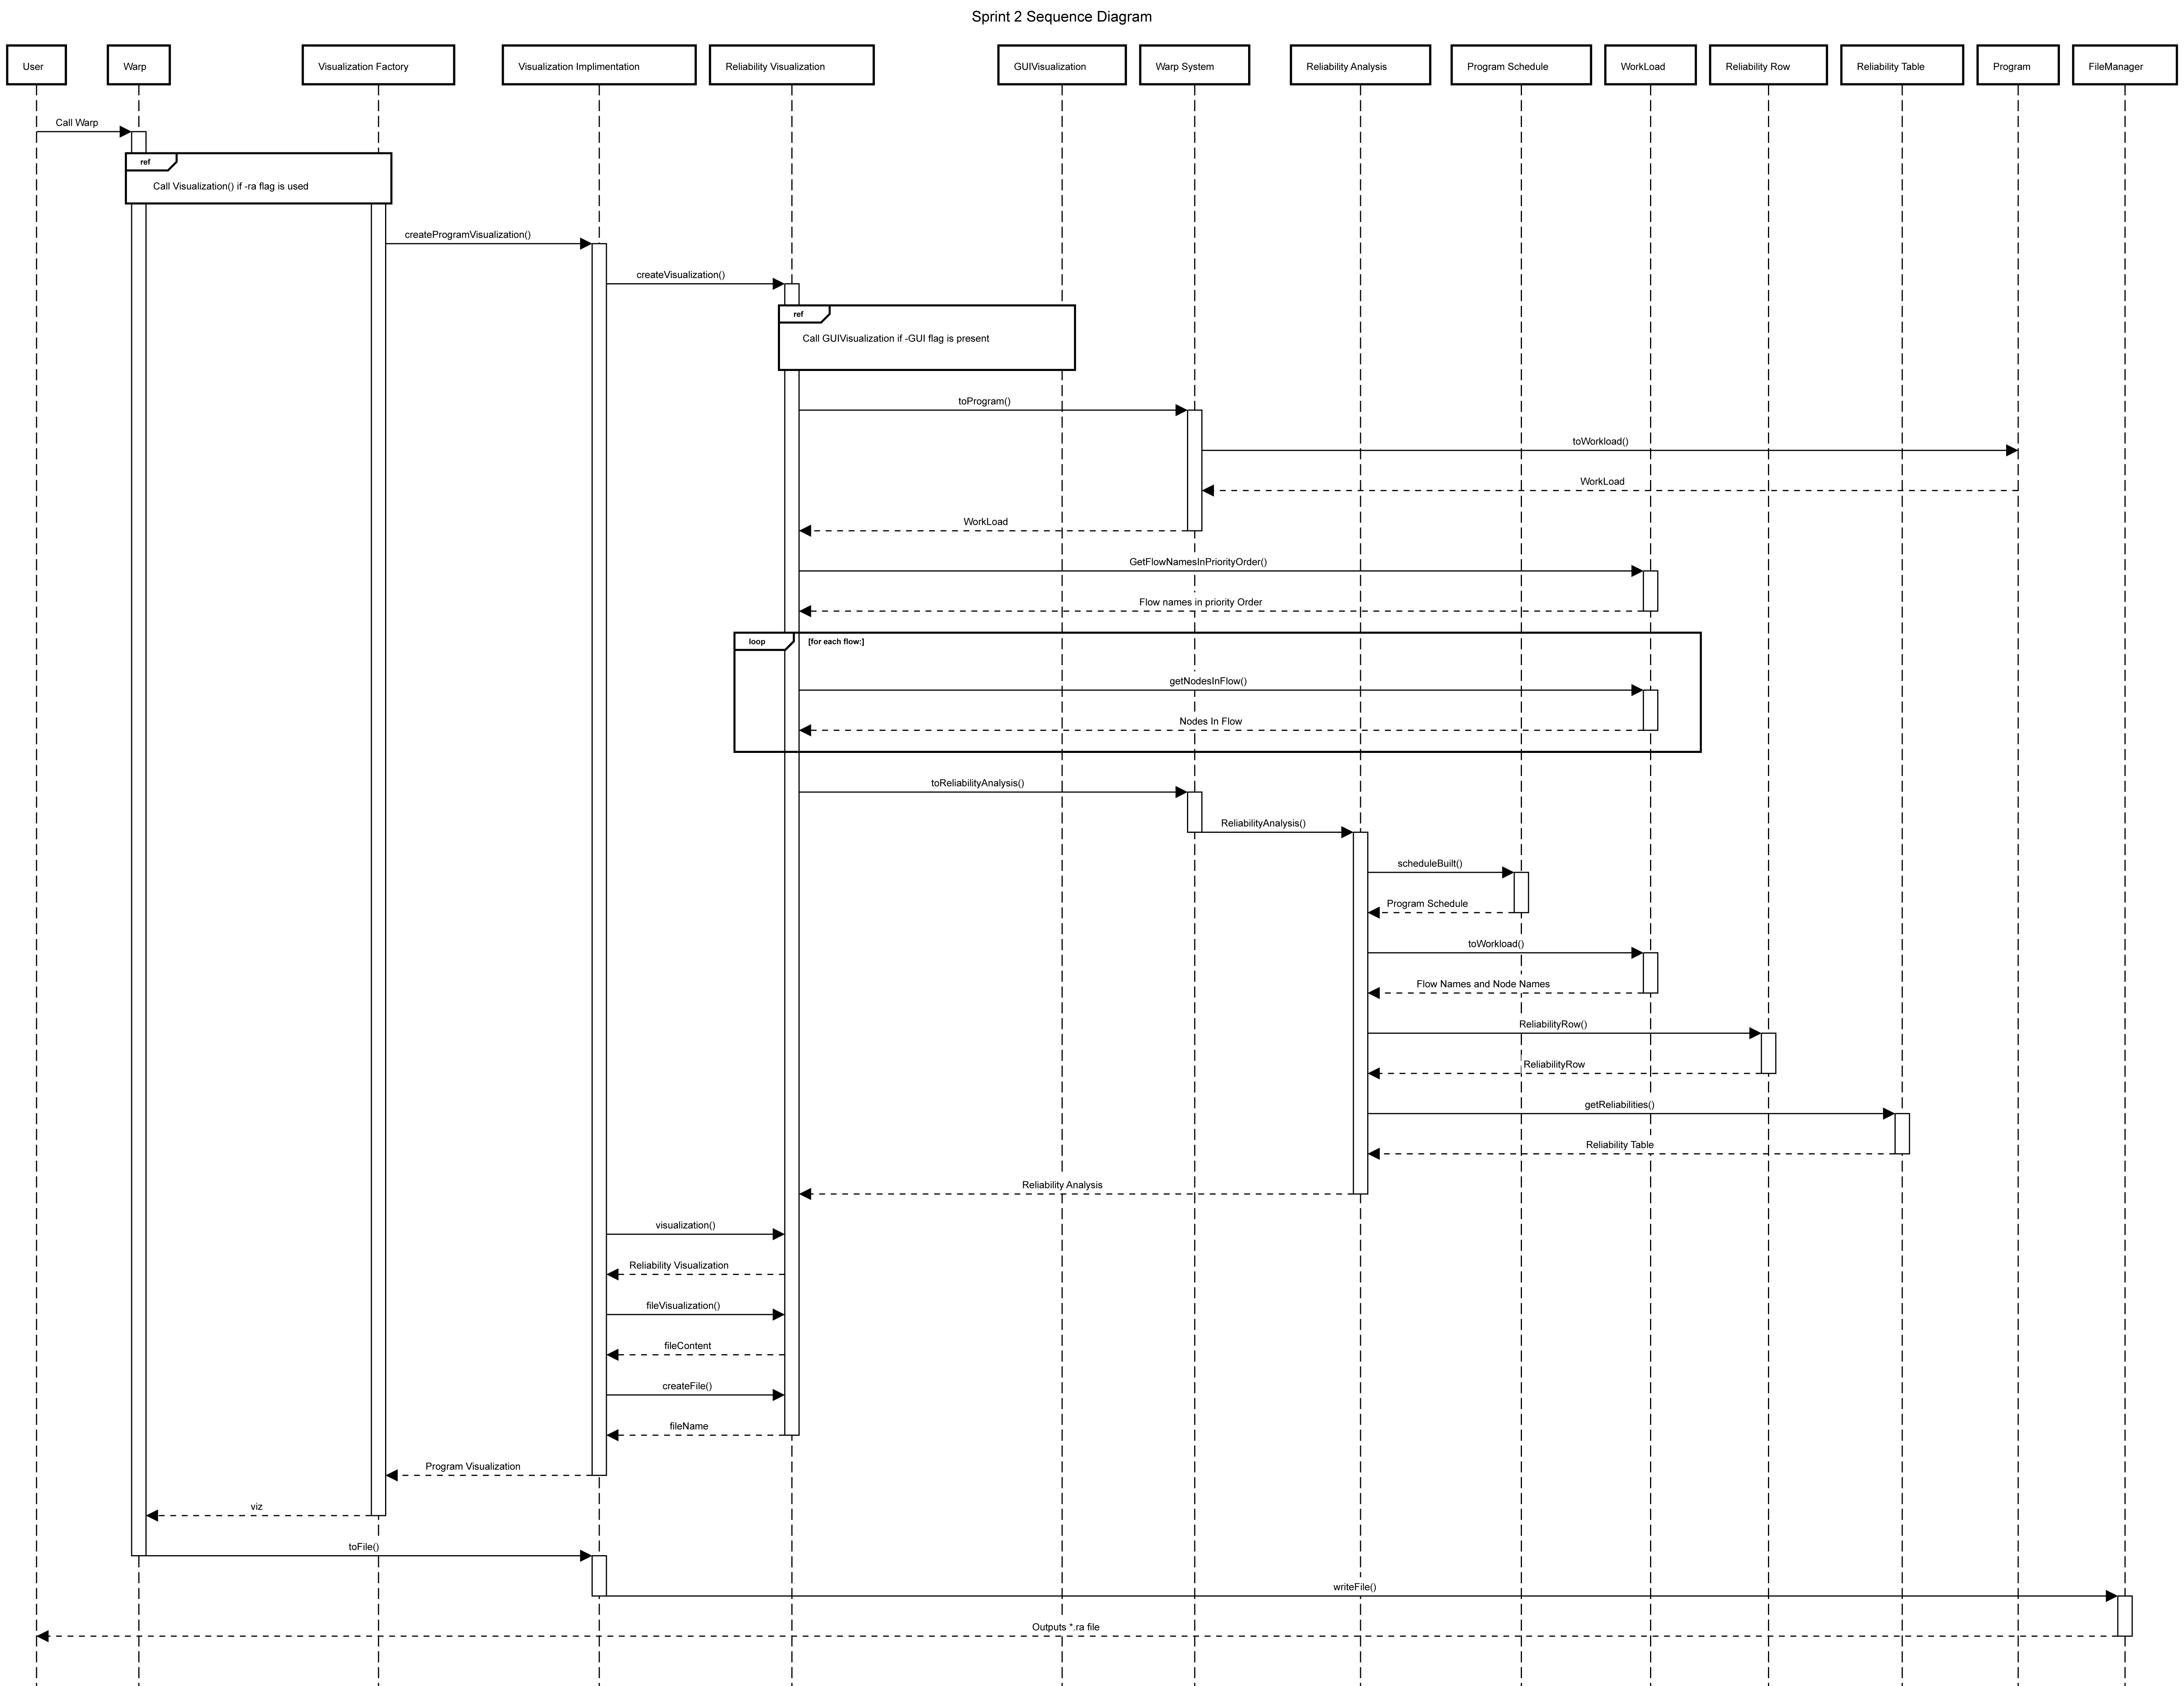 Sprint 2 Sequence Diagram
User
Warp
Visualization Factory
Visualization Implimentation
Reliability Visualization
GUIVisualization
Warp System
Reliability Analysis
Program Schedule
WorkLoad
Reliability Row
Reliability Table
Program
FileManager
Call Warp
ref
Call Visualization() if -ra flag is used
createProgramVisualization()
createVisualization()
ref
Call GUIVisualization if -GUI flag is present
toProgram()
toWorkload()
WorkLoad
WorkLoad
GetFlowNamesInPriorityOrder()
Flow names in priority Order
loop
[for each flow:]
getNodesInFlow()
Nodes In Flow
toReliabilityAnalysis()
ReliabilityAnalysis()
scheduleBuilt()
Program Schedule
toWorkload()
Flow Names and Node Names
ReliabilityRow()
ReliabilityRow
getReliabilities()
Reliability Table
Reliability Analysis
visualization()
Reliability Visualization
fileVisualization()
fileContent
createFile()
fileName
Program Visualization
viz
toFile()
writeFile()
Outputs *.ra file